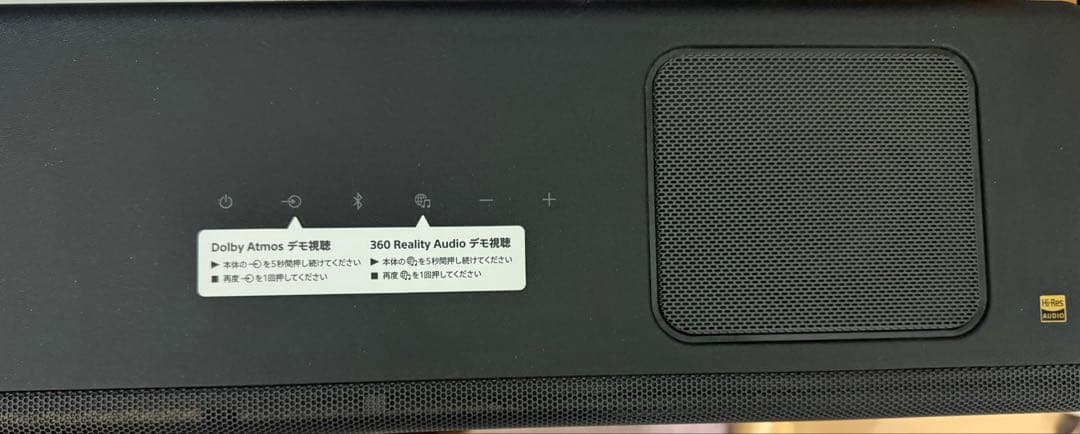 Dolby Atmos デモ視聴
▶ 本体の を5秒間押し続けてください
■ 再度 を1回押してください
360 Reality Audio デモ視聴
▶ 本体の を5秒間押し続けてください
■ 再度 を1回押してください
Hi-Res
AUDIO